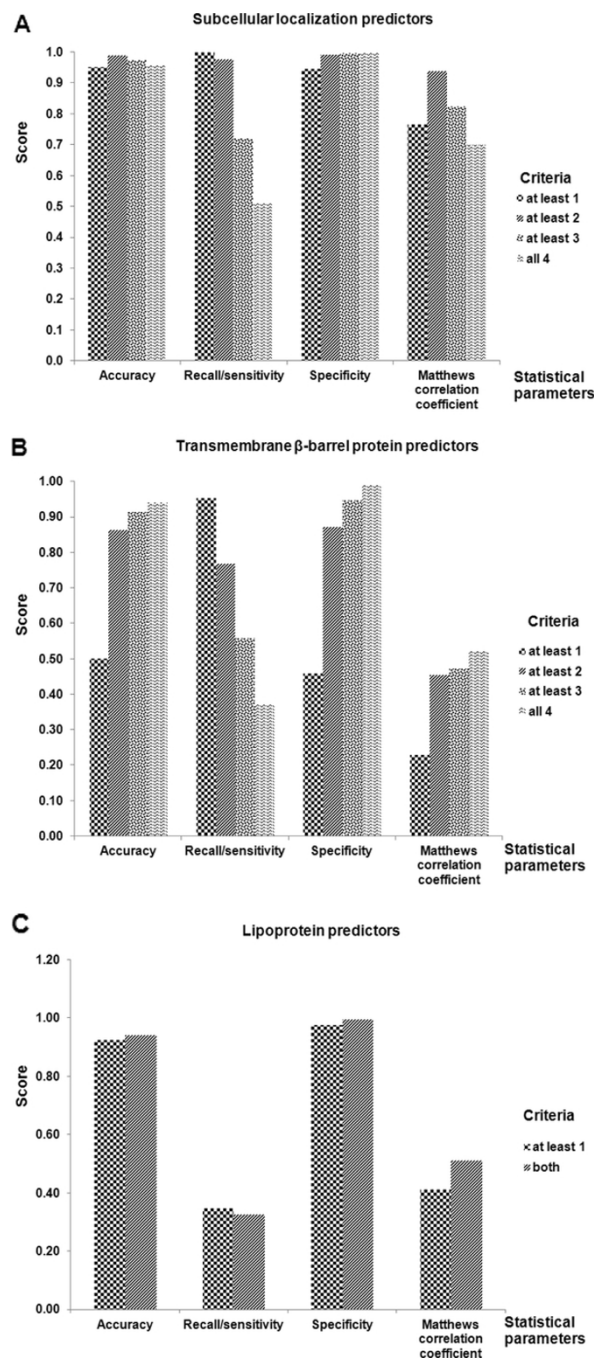 A
Subcellular localization predictors
1.0
0.9
0.8
0.7
0.6
0.5
0.4
0.3
0.2
0.1
0.0
Score
Accuracy
Recall/sensitivity
Specificity
Matthews
correlation
coefficient
Statistical
parameters
Criteria
at least 1
at least 2
at least 3
all 4
B
Transmembrane β-barrel protein predictors
1.00
0.90
0.80
0.70
0.60
0.50
0.40
0.30
0.20
0.10
0.00
Score
Accuracy
Recall/sensitivity
Specificity
Matthews
correlation
coefficient
Statistical
parameters
Criteria
at least 1
at least 2
at least 3
all 4
C
Lipoprotein predictors
1.20
1.00
0.80
0.60
0.40
0.20
0.00
Score
Accuracy
Recall/sensitivity
Specificity
Matthews
correlation
coefficient
Statistical
parameters
Criteria
at least 1
both